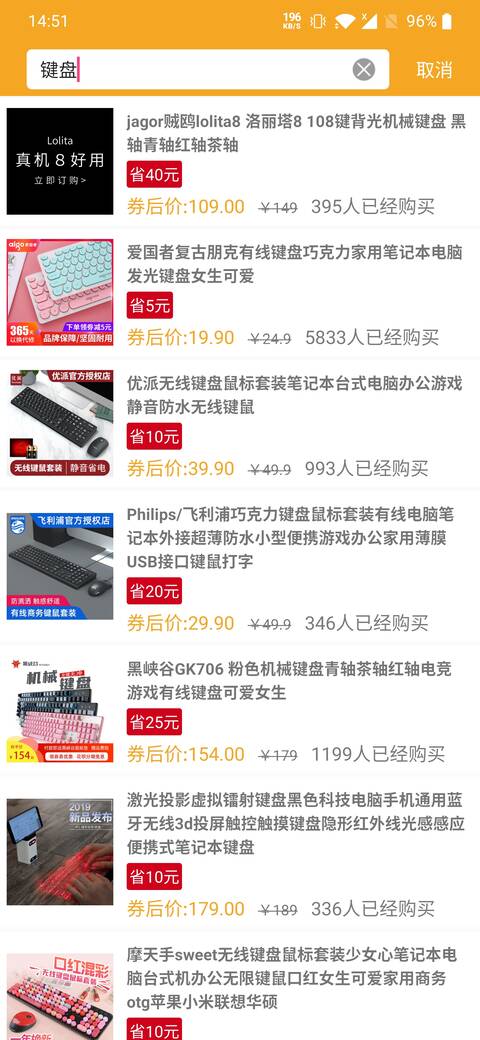 14:51
196
KB/S
X
96%
键盘
取消
Lolita
真机 8 好用
立即订购>
jagor贼鸥lolita8 洛丽塔8 108键背光机械键盘 黑
轴青轴红轴茶轴
省40元
券后价:109.00 ￥149 395人已经购买
aigo
下单领券减5元
365天
以换代修
品牌保障/坚固耐用
爱国者复古朋克有线键盘巧克力家用笔记本电脑
发光键盘女生可爱
省5元
券后价:19.90 ￥24.9 5833人已经购买
优派官方授权店
无线键鼠套装 静音省电
优派无线键盘鼠标套装笔记本台式电脑办公游戏
静音防水无线键鼠
省10元
券后价:39.90 ￥49.9 993人已经购买
飞利浦官方授权店
防溅洒 触感舒适
有线商务键鼠套装
Philips/飞利浦巧克力键盘鼠标套装有线电脑笔
记本外接超薄防水小型便携游戏办公家用薄膜
USB接口键鼠打字
省20元
券后价:29.90 ￥49.9 346人已经购买
机械
键盘
￥154
黑峡谷GK706 粉色机械键盘青轴茶轴红轴电竞
游戏有线键盘可爱女生
省25元
券后价:154.00 ￥179 1199人已经购买
2019
新品发布
激光投影虚拟镭射键盘黑色科技电脑手机通用蓝
牙无线3d投屏触控触摸键盘隐形红外线光感感应
便携式笔记本键盘
省10元
券后价:179.00 ￥189 336人已经购买
口红混彩
无线键盘鼠标套装
一年换新
摩天手sweet无线键盘鼠标套装少女心笔记本电
脑台式机办公无限键鼠口红女生可爱家用商务
otg苹果小米联想华硕
省10元